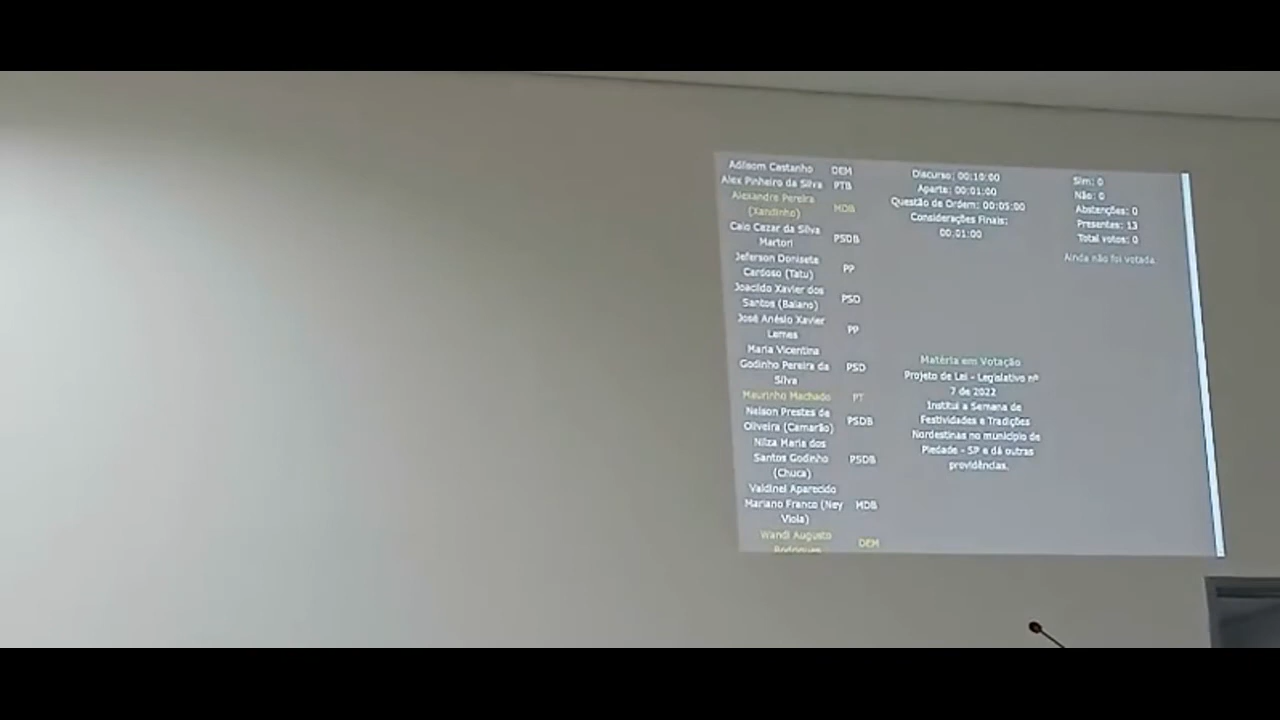 Adilsom Castanho DEM
Alex Pinheiro da Silva PTB
Alexandre Pereira
(Xandinho) MDB
Caio Cezar da Silva
Martori PSDB
Jeferson Donisete
Cardoso (Tatu) PP
Joacildo Xavier dos
Santos (Baiano) PSD
José Anésio Xavier
Lemes PP
Maria Vicentina
Godinho Pereira da
Silva PSD
Maurinho Machado PT
Nelson Prestes de
Oliveira (Camarão) PSDB
Nilza Maria dos
Santos Godinho
(Chuca) PSDB
Valdinei Aparecido
Mariano Franco (Ney
Viola) MDB
Wandi Augusto
Rodrigues DEM
Discurso: 00:10:00
Aparte: 00:01:00
Questão de Ordem: 00:05:00
Considerações Finais:
00:01:00
Matéria em Votação
Projeto de Lei - Legislativo nº
7 de 2022
Institui a Semana de
Festividades e Tradições
Nordestinas no município de
Piedade - SP e dá outras
providências.
Sim: 0
Não: 0
Abstenções: 0
Presentes: 13
Total votos: 0
Ainda não foi votada.